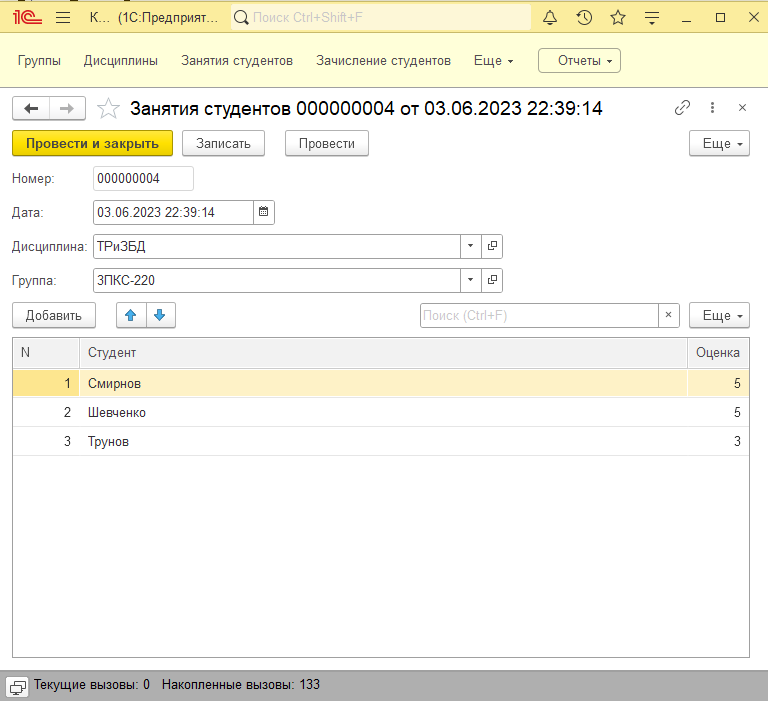 1С К... (1С:Предприят... Поиск Ctrl+Shift+F
Группы Дисциплины Занятия студентов Зачисление студентов Еще Отчеты
Занятия студентов 000000004 от 03.06.2023 22:39:14
Провести и закрыть Записать Провести Еще
Номер: 000000004
Дата: 03.06.2023 22:39:14
Дисциплина: ТРиЗБД
Группа: 3ПКС-220
Добавить Поиск (Ctrl+F) × Еще
N Студент Оценка
1 Смирнов 5
2 Шевченко 5
3 Трунов 3
Текущие вызовы: 0 Накопленные вызовы: 133